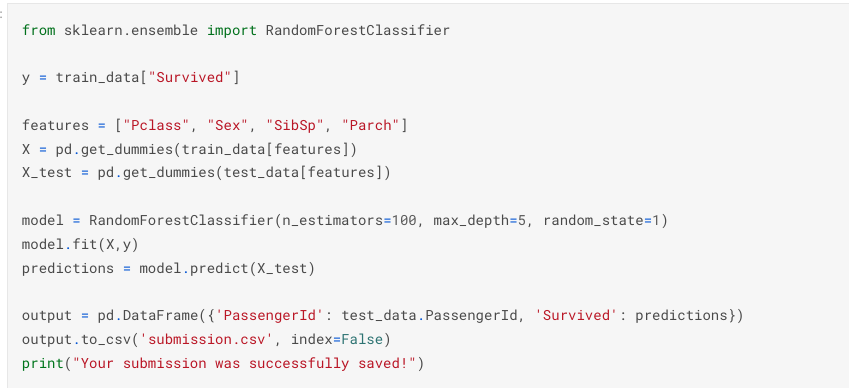 from sklearn.ensemble import RandomForestClassifier
y = train_data["Survived"]
features = ["Pclass", "Sex", "SibSp", "Parch"]
X = pd.get_dummies(train_data[features])
X_test = pd.get_dummies(test_data[features])
model = RandomForestClassifier(n_estimators=100, max_depth=5, random_state=1)
model.fit(X,y)
predictions = model.predict(X_test)
output = pd.DataFrame({'PassengerId': test_data.PassengerId, 'Survived': predictions})
output.to_csv('submission.csv', index=False)
print("Your submission was successfully saved!")